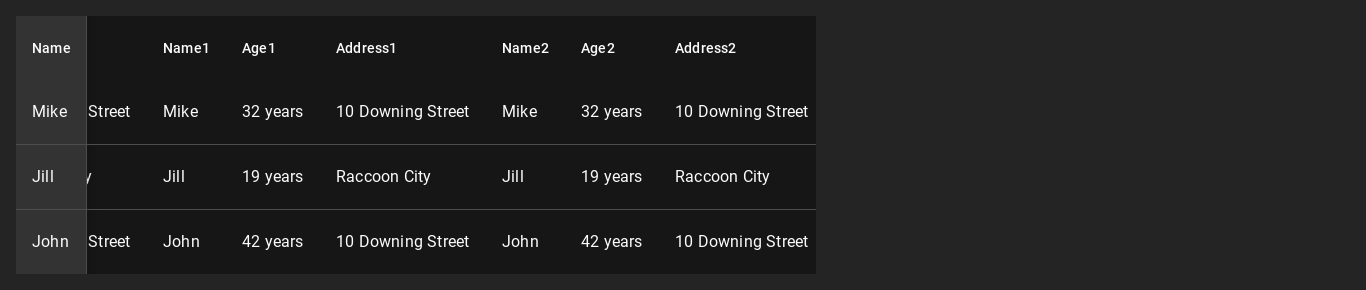 Name Name1 Age1 Address1 Name2 Age2 Address2
Mike Street Mike 32 years 10 Downing Street Mike 32 years 10 Downing Street
Jill Jill 19 years Raccoon City Jill 19 years Raccoon City
John Street John 42 years 10 Downing Street John 42 years 10 Downing Street